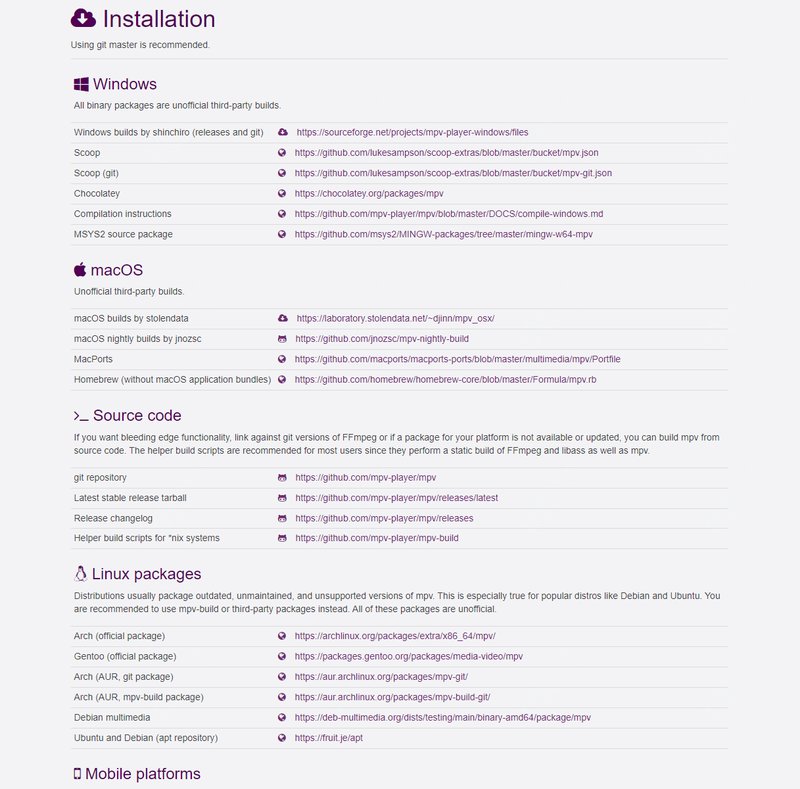 Installation
Using git master is recommended.
Windows
All binary packages are unofficial third-party builds.
Windows builds by shinchiro (releases and git) https://sourceforge.net/projects/mpv-player-windows/files
Scoop https://github.com/lukesampson/scoop-extras/blob/master/bucket/mpv.json
Scoop (git) https://github.com/lukesampson/scoop-extras/blob/master/bucket/mpv-git.json
Chocolatey https://chocolatey.org/packages/mpv
Compilation instructions https://github.com/mpv-player/mpv/blob/master/DOCS/compile-windows.md
MSYS2 source package https://github.com/msys2/MINGW-packages/tree/master/mingw-w64-mpv
macOS
Unofficial third-party builds.
macOS builds by stolendata https://laboratory.stolendata.net/~djinn/mpv_osx/
macOS nightly builds by jnozsc https://github.com/jnozsc/mpv-nightly-build
MacPorts https://github.com/macports/macports-ports/blob/master/multimedia/mpv/Portfile
Homebrew (without macOS application bundles) https://github.com/homebrew/homebrew-core/blob/master/Formula/mpv.rb
Source code
If you want bleeding edge functionality, link against git versions of FFmpeg or if a package for your platform is not available or updated, you can build mpv from
source code. The helper build scripts are recommended for most users since they perform a static build of FFmpeg and libass as well as mpv.
git repository https://github.com/mpv-player/mpv
Latest stable release tarball https://github.com/mpv-player/mpv/releases/latest
Release changelog https://github.com/mpv-player/mpv/releases
Helper build scripts for *nix systems https://github.com/mpv-player/mpv-build
Linux packages
Distributions usually package outdated, unmaintained, and unsupported versions of mpv. This is especially true for popular distros like Debian and Ubuntu. You
are recommended to use mpv-build or third-party packages instead. All of these packages are unofficial.
Arch (official package) https://archlinux.org/packages/extra/x86_64/mpv/
Gentoo (official package) https://packages.gentoo.org/packages/media-video/mpv
Arch (AUR, git package) https://aur.archlinux.org/packages/mpv-git/
Arch (AUR, mpv-build package) https://aur.archlinux.org/packages/mpv-build-git/
Debian multimedia https://deb-multimedia.org/dists/testing/main/binary-amd64/package/mpv
Ubuntu and Debian (apt repository) https://fruit.je/apt
Mobile platforms